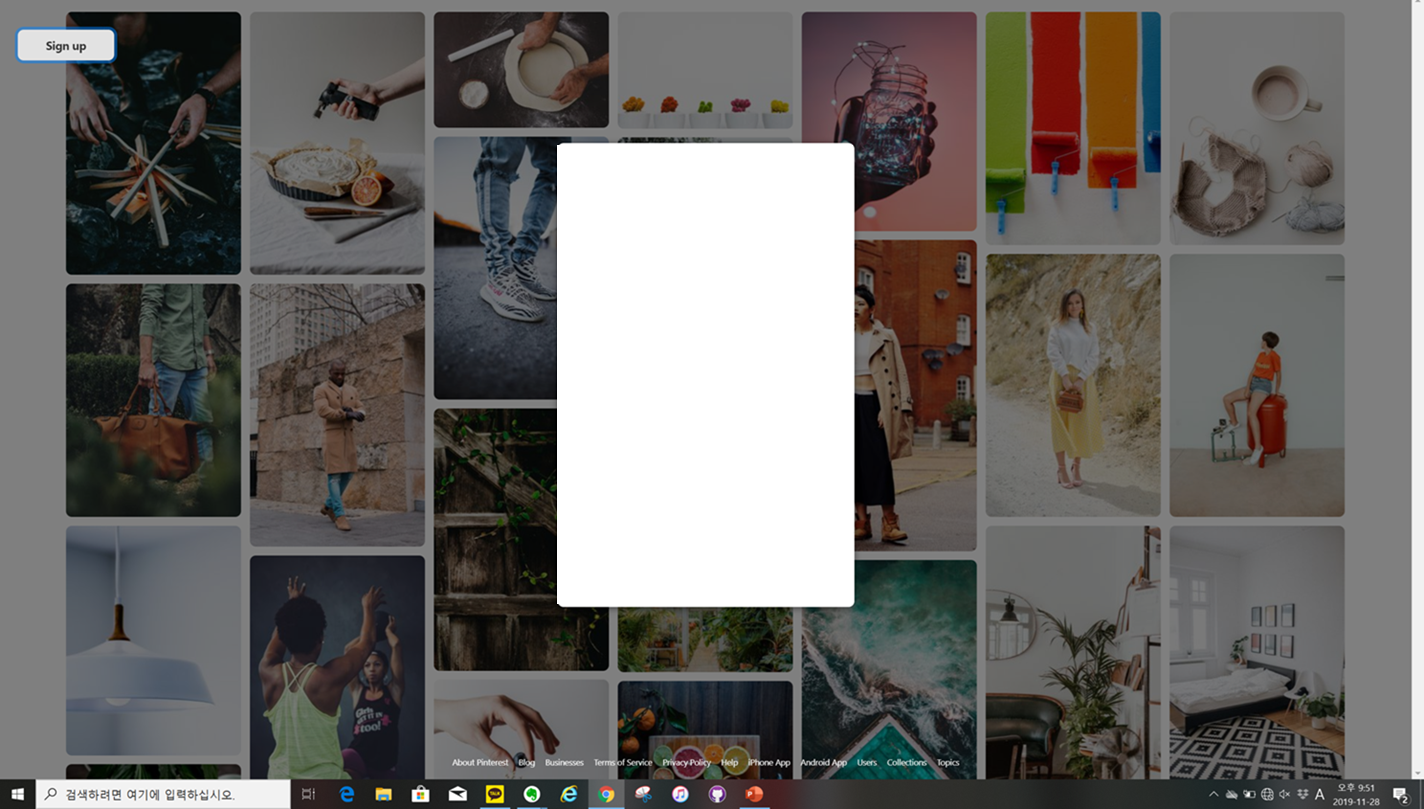 Sign up
About Pinterest Blog Businesses Terms of Service Privacy Policy Help iPhone App Android App Users Collections Topics
검색하려면 여기에 입력하십시오.
TALK
A
오후 9:51
2019-11-28
2